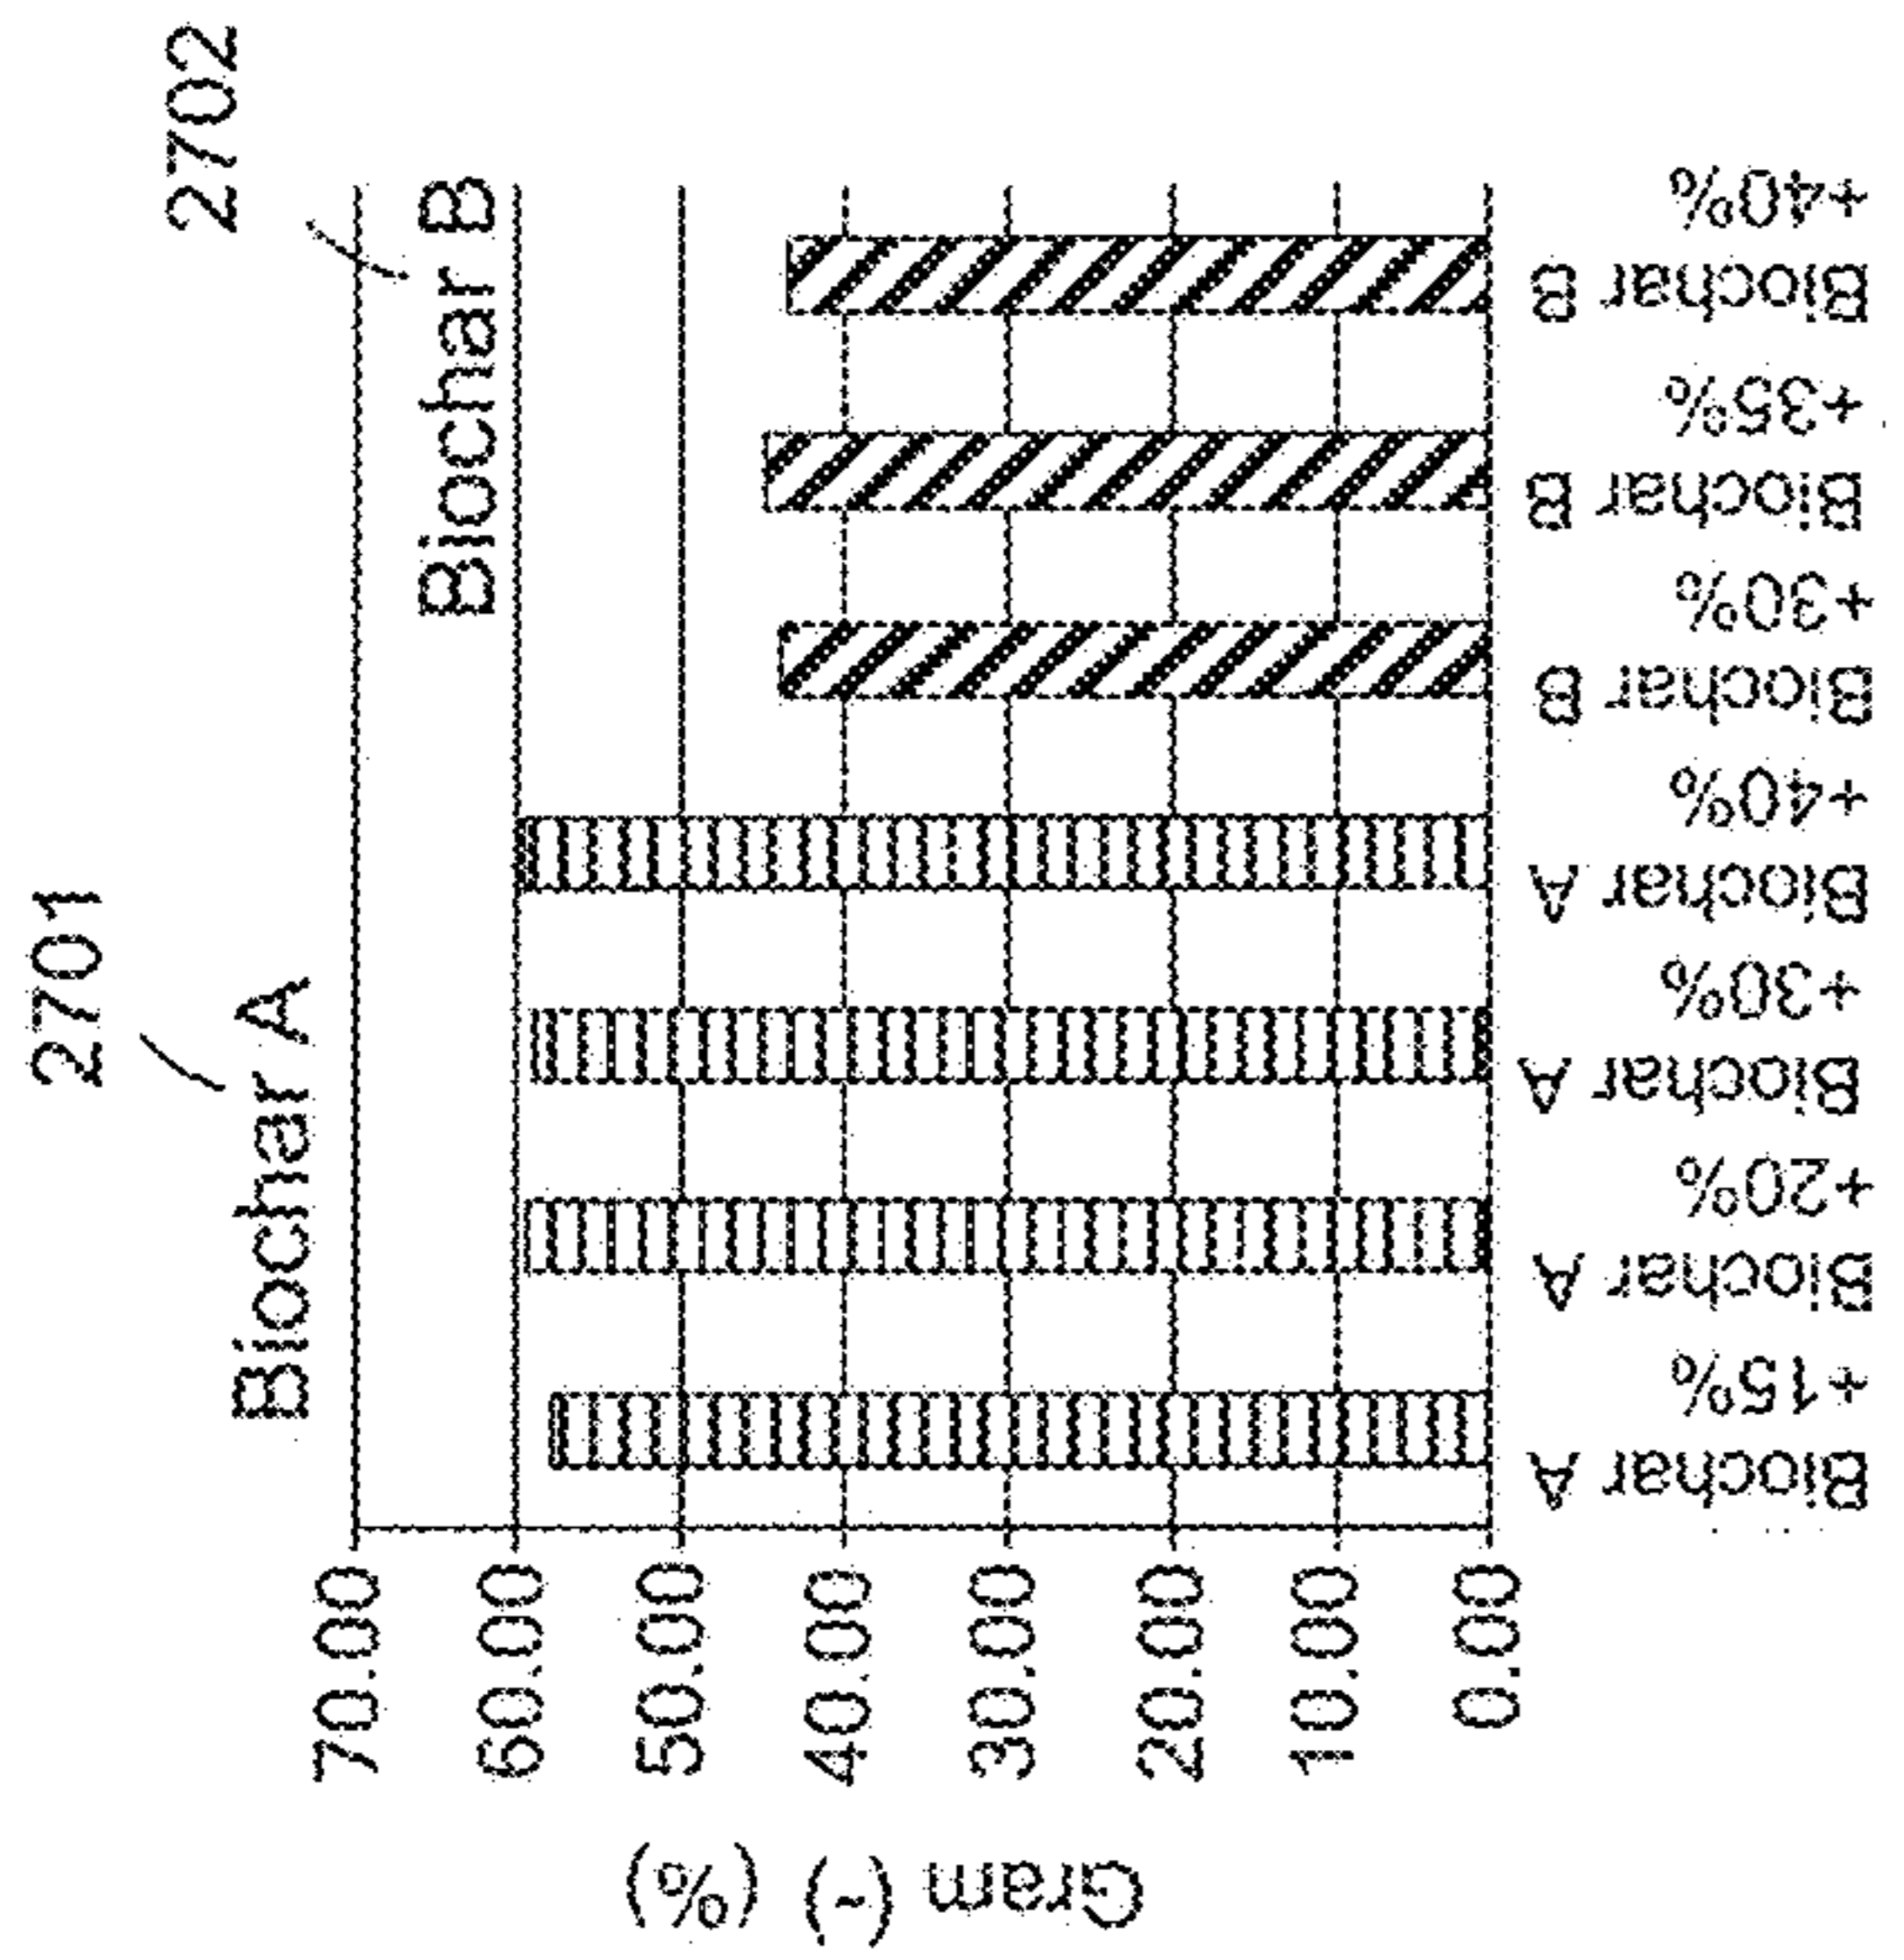 2701
2702
Biochar A
Biochar B
Gram (-) (%)
70.00
60.00
50.00
40.00
30.00
20.00
10.00
0.00
Biochar A
+15%
Biochar A
+20%
Biochar A
+30%
Biochar A
+40%
Biochar B
+30%
Biochar B
+35%
Biochar B
+40%